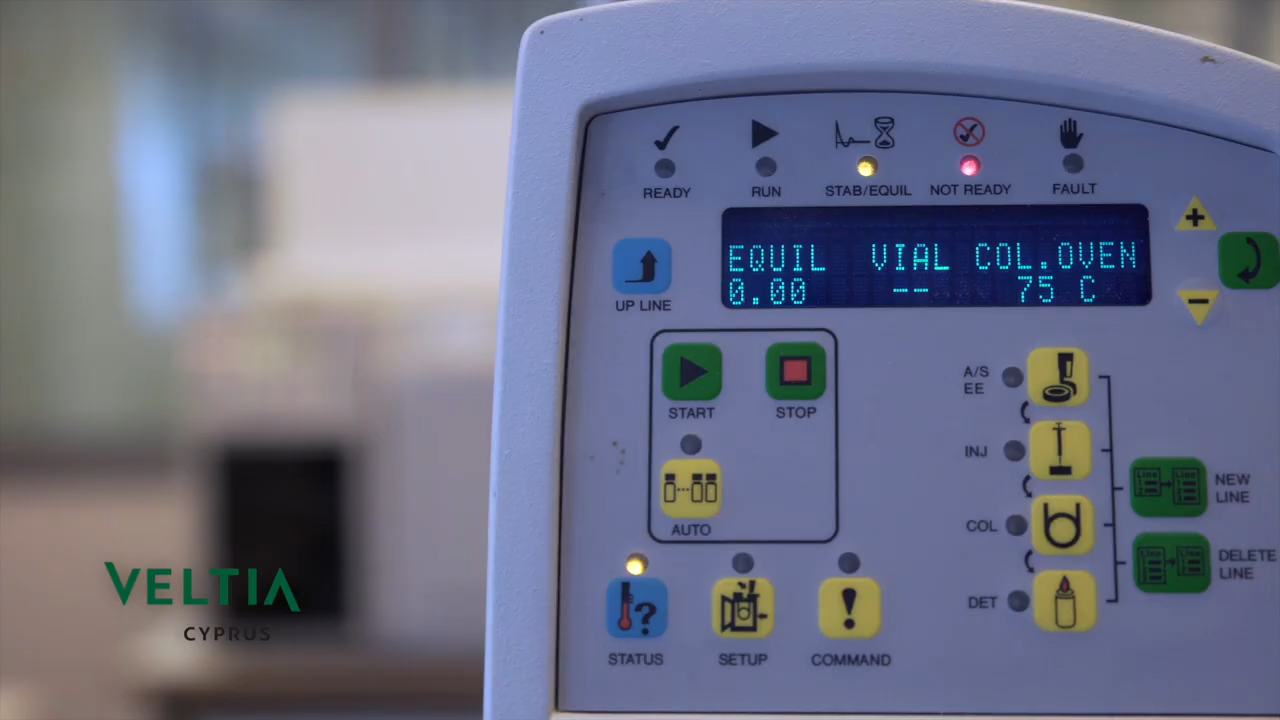 READY RUN STAB/EQUIL NOT READY FAULT
EQUIL VIAL COL.OVEN
0.00 -- 75 C
+
UP LINE
−
START STOP
A/S
EE
INJ
AUTO
NEW
LINE
COL
DELETE
LINE
DET
STATUS SETUP COMMAND
VELTIA
CYPRUS